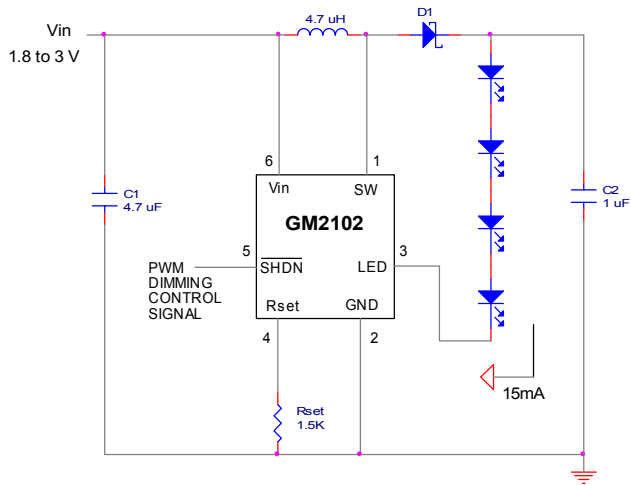 D1
4.7 uH
Vin
1.8 to 3 V
6
1
Vin
SW
C1
4.7 uF
C2
1 uF
GM2102
5
3
SHDN
LED
PWM
DIMMING
CONTROL
SIGNAL
Rset
GND
4
2
15mA
Rset
1.5K